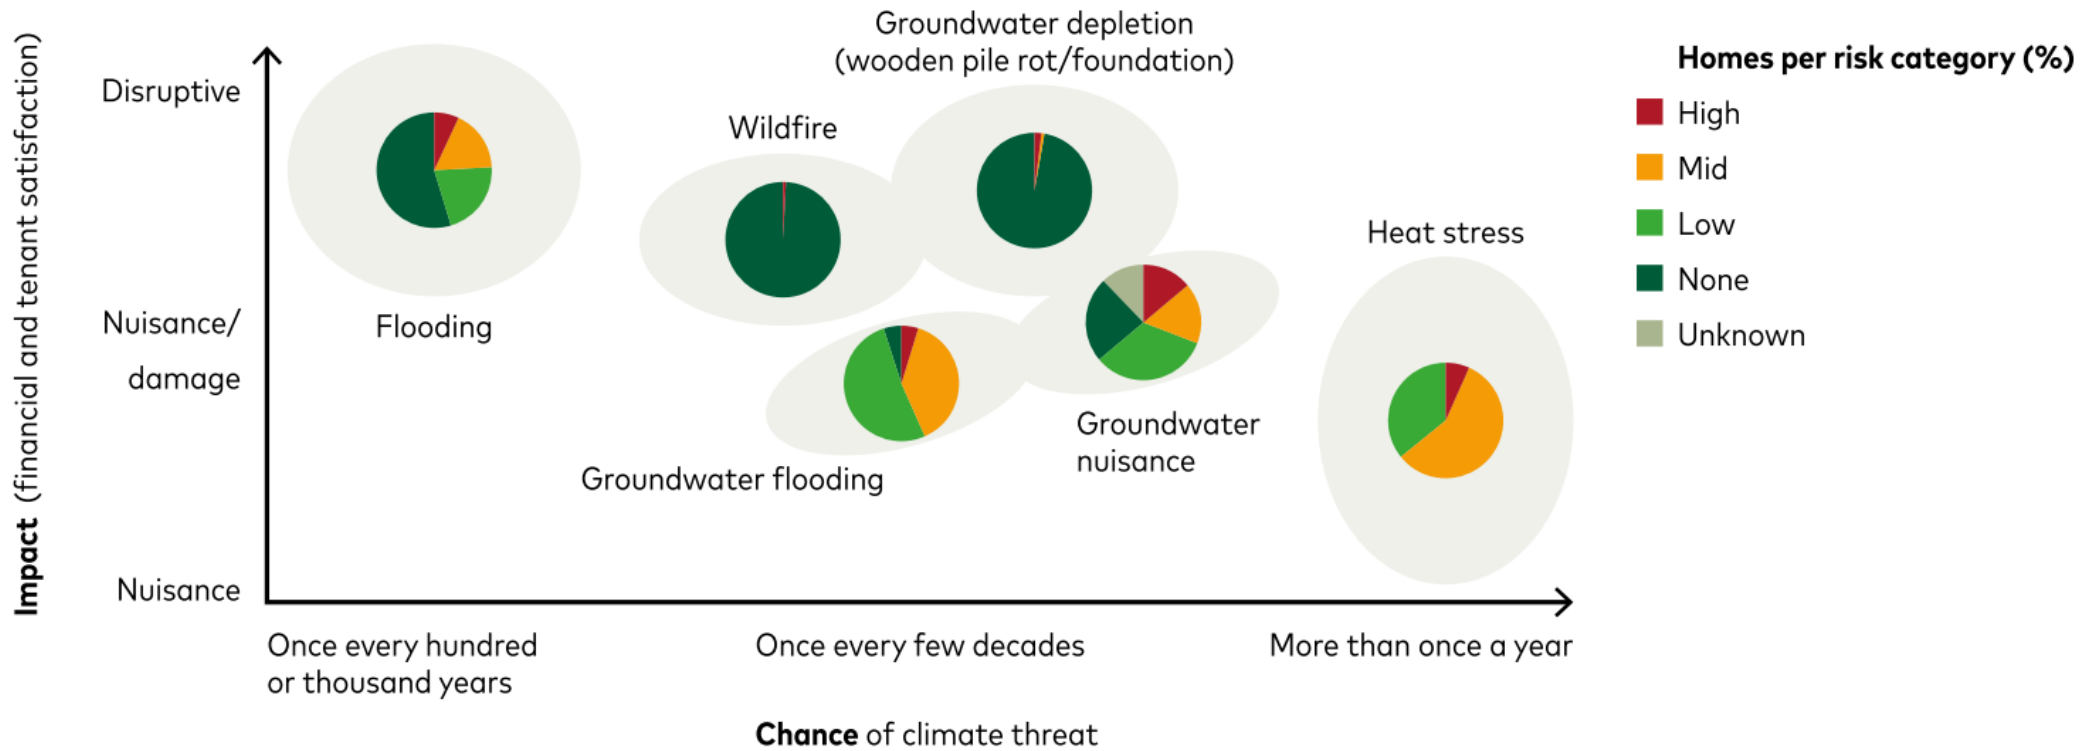 Impact (financial and tenant satisfaction)
Disruptive
Nuisance/
damage
Nuisance
Flooding
Wildfire
Groundwater depletion
(wooden pile rot/foundation)
Groundwater flooding
Groundwater
nuisance
Heat stress
Once every hundred
or thousand years
Once every few decades
More than once a year
Chance of climate threat
Homes per risk category (%)
High
Mid
Low
None
Unknown